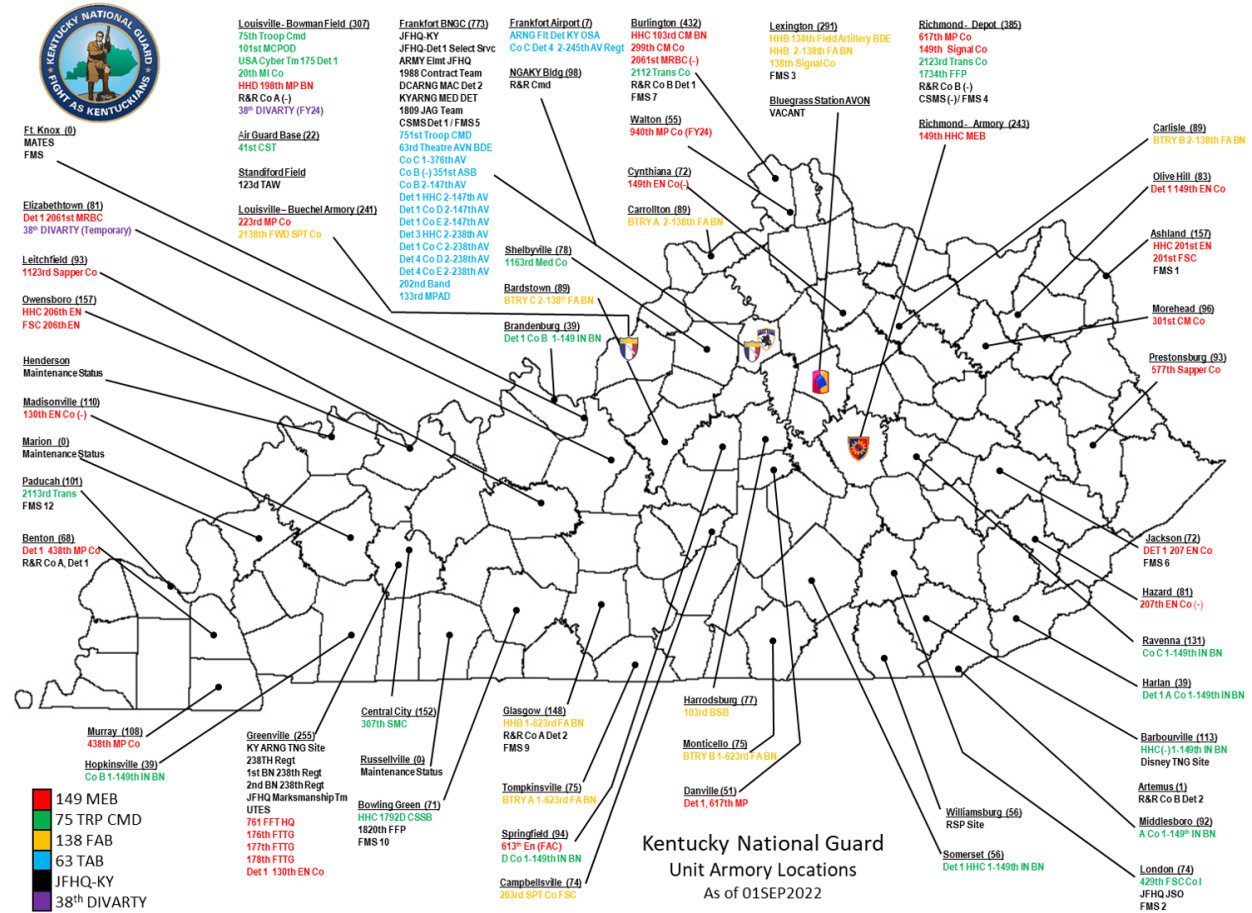 KENTUCKY NATIONAL GUARD
FIGHT AS KENTUCKIANS
Louisville- Bowman Field (307)
75th Troop Cmd
101st MCPOD
USA Cyber Tm 175 Det 1
20th MI Co
HHD 198th MP BN
R&R Co A (-)
38th DIVARTY (FY24)
Air Guard Base (22)
41st CST
Standiford Field
123d TAW
Louisville– Buechel Armory (241)
223rd MP Co
2138th FWD SPT Co
Frankfort BNGC (773)
JFHQ-KY
JFHQ-Det1 Select Srvc
ARMY Elmt JFHQ
1988 Contract Team
DCARNG MAC Det 2
KYARNG MED DET
1809 JAG Team
CSMS Det 1 / FMS 5
751st Troop CMD
63rd Theatre AVN BDE
Co C 1-376th AV
Co B (-) 351st ASB
Co B 2-147th AV
Det 1 HHC 2-147th AV
Det 1 Co D 2-147th AV
Det 1 Co E 2-147th AV
Det 3 HHC 2-238th AV
Det 1 Co C 2-238th AV
Det 4 Co D 2-238th AV
Det 4 Co E 2-238th AV
202nd Band
133rd MPAD
Frankfort Airport (7)
ARNG Flt Det KY OSA
Co C Det 4 2-245th AV Regt
NGAKY Bldg (98)
R&R Cmd
Burlington (432)
HHC 103rd CM BN
299th CM Co
2061st MRBC (-)
2112 Trans Co
R&R Co B Det 1
FMS 7
Walton (55)
940th MP Co (FY24)
Cynthiana (72)
149th EN Co(-)
Carrollton (89)
BTRY A 2-138th FA BN
Shelbyville (78)
1163rd Med Co
Bardstown (89)
BTRY C 2-138th FA BN
Brandenburg (39)
Det 1 Co B 1-149 IN BN
Lexington (291)
HHB 138th Field Artillery BDE
HHB 2-138th FA BN
138th Signal Co
FMS 3
Bluegrass Station AVON
VACANT
Richmond- Depot (385)
617th MP Co
149th Signal Co
2123rd Trans Co
1734th FFP
R&R Co B (-)
CSMS (-) / FMS 4
Richmond- Armory (243)
149th HHC MEB
Carlisle (89)
BTRY B 2-138th FA BN
Olive Hill (83)
Det 1 149th EN Co
Ashland (157)
HHC 201st EN
201st FSC
FMS 1
Morehead (96)
301st CM Co
Prestonsburg (93)
577th Sapper Co
Jackson (72)
DET 1 207 EN Co
FMS 6
Hazard (81)
207th EN Co (-)
Ravenna (131)
Co C 1-149th IN BN
Harlan (39)
Det 1 A Co 1-149th IN BN
Barbourville (113)
HHC(-) 1-149th IN BN
Disney TNG Site
Artemus (1)
R&R Co B Det 2
Middlesboro (92)
A Co 1-149th IN BN
London (74)
429th FSC Co I
JFHQ JSO
FMS 2
Ft. Knox (0)
MATES
FMS
Elizabethtown (81)
Det 1 2061st MRBC
38th DIVARTY (Temporary)
Leitchfield (93)
1123rd Sapper Co
Owensboro (157)
HHC 206th EN
FSC 206th EN
Henderson
Maintenance Status
Madisonville (110)
130th EN Co (-)
Marion (0)
Maintenance Status
Paducah (101)
2113rd Trans
FMS 12
Benton (68)
Det 1 438th MP Co
R&R Co A, Det 1
Murray (108)
438th MP Co
Hopkinsville (39)
Co B 1-149th IN BN
Greenville (255)
KY ARNG TNG Site
238TH Regt
1st BN 238th Regt
2nd BN 238th Regt
JFHQ Marksmanship Tm
UTES
761 FFT HQ
176th FTTG
177th FTTG
178th FTTG
Det 1 130th EN Co
Central City (152)
307th SMC
Russellville (0)
Maintenance Status
Bowling Green (71)
HHC 1792D CSSB
1820th FFP
FMS 10
Glasgow (148)
HHB 1-623rd FA BN
R&R Co A Det 2
FMS 9
Tompkinsville (75)
BTRY A 1-623rd FA BN
Springfield (94)
613th En (FAC)
D Co 1-149th IN BN
Campbellsville (74)
203rd SPT Co FSC
Harrodsburg (77)
103rd BSB
Monticello (75)
BTRY B 1-623rd FA BN
Danville (51)
Det 1, 617th MP
Williamsburg (56)
RSP Site
Somerset (56)
Det 1 HHC 1-149th IN BN
149 MEB
75 TRP CMD
138 FAB
63 TAB
JFHQ-KY
38th DIVARTY
Kentucky National Guard
Unit Armory Locations
As of 01SEP2022